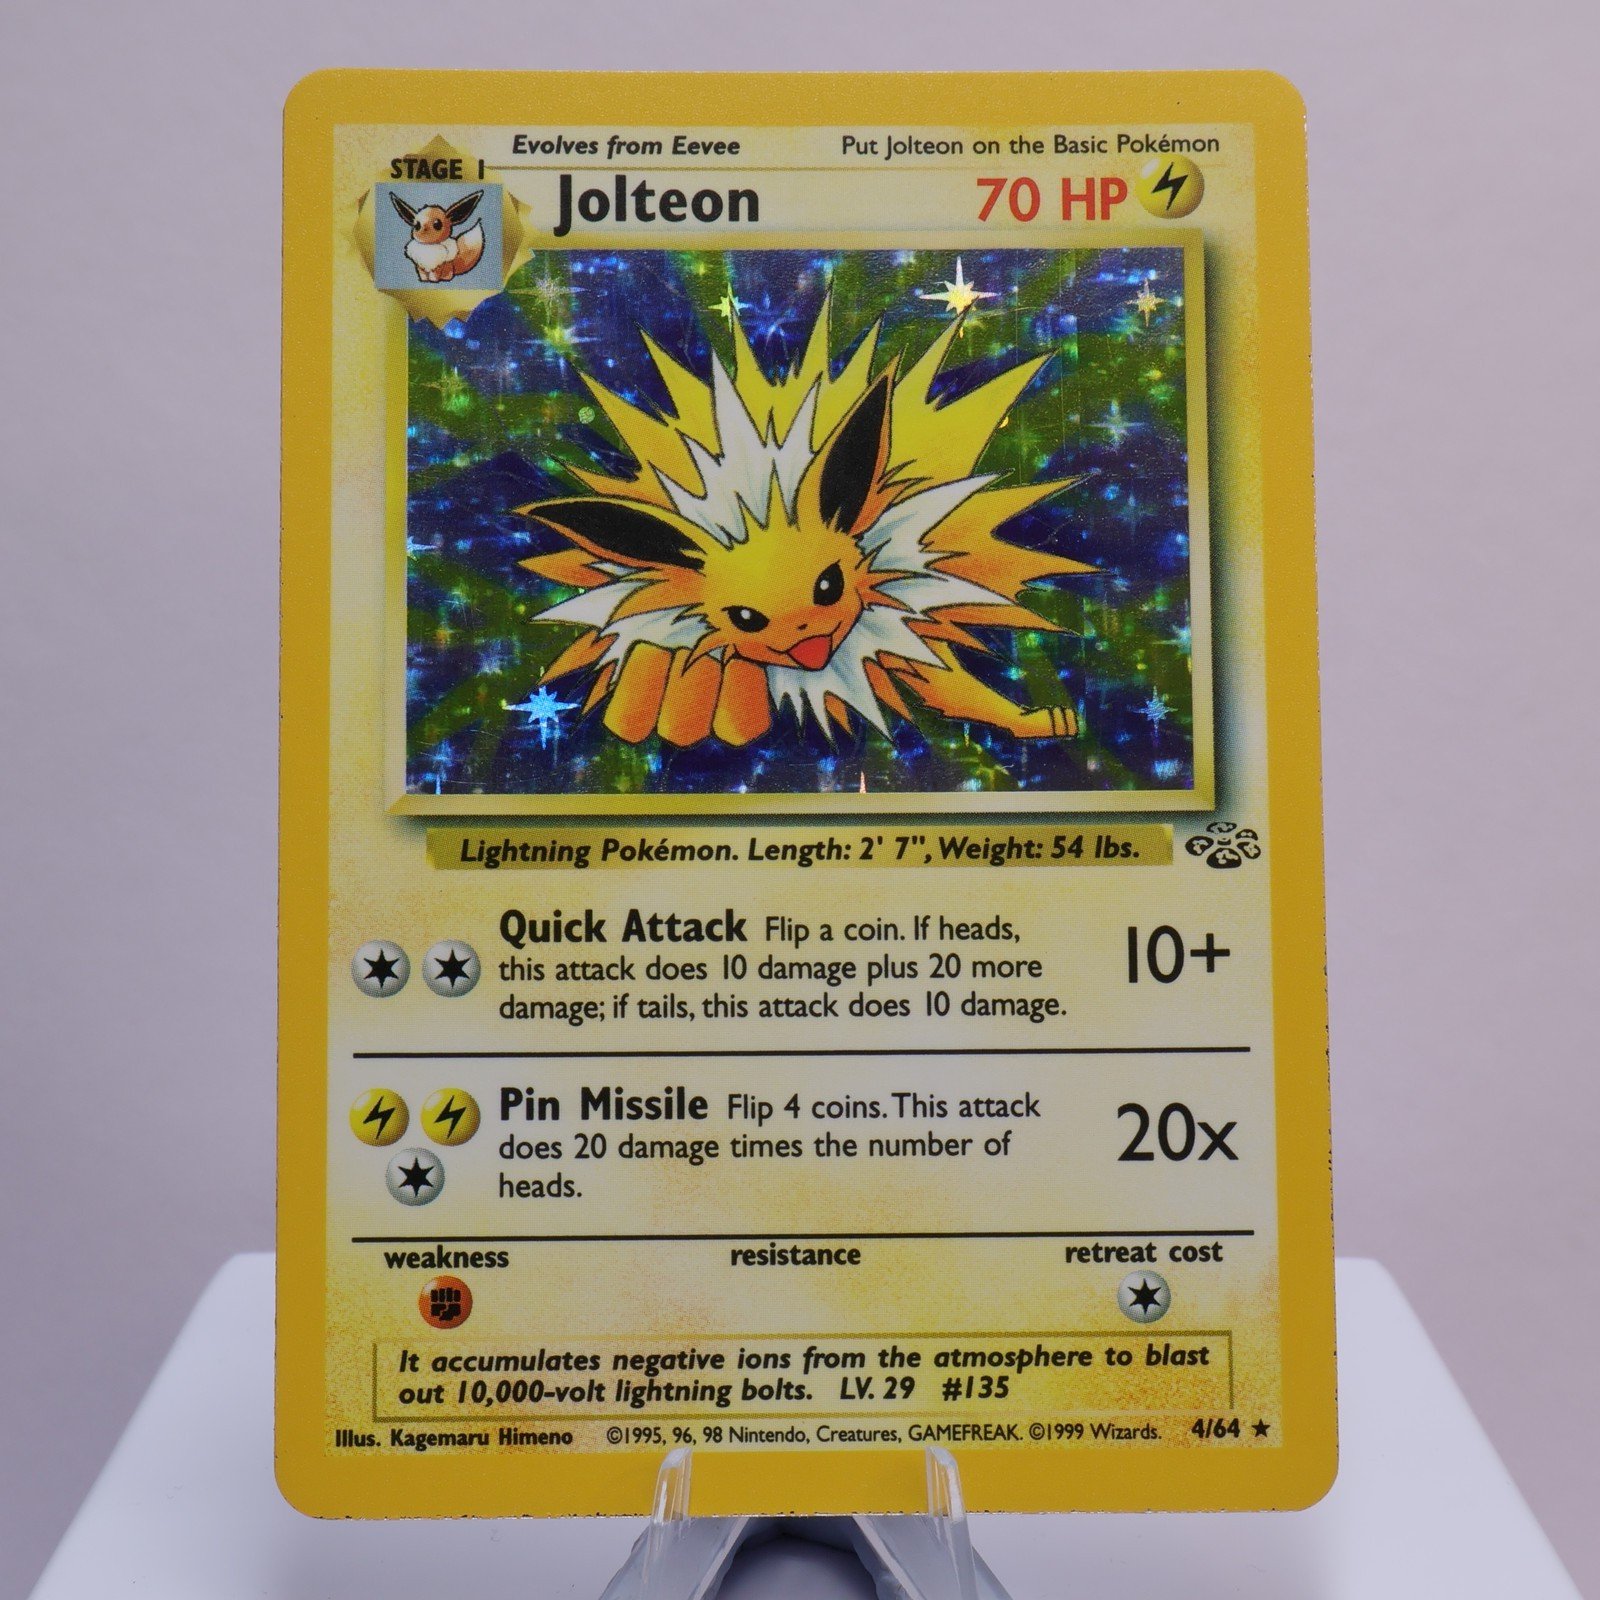 Evolves from Eevee Put Jolteon on the Basic Pokémon
STAGE 1
Jolteon 70 HP
Lightning Pokémon. Length: 2' 7", Weight: 54 lbs.
Quick Attack Flip a coin. If heads,
this attack does 10 damage plus 20 more
damage; if tails, this attack does 10 damage.
10+
Pin Missile Flip 4 coins. This attack
does 20 damage times the number of
heads.
20x
weakness resistance retreat cost
It accumulates negative ions from the atmosphere to blast
out 10,000-volt lightning bolts. LV. 29 #135
Illus. Kagemaru Himeno ©1995, 96, 98 Nintendo, Creatures, GAMEFREAK. ©1999 Wizards. 4/64 ★